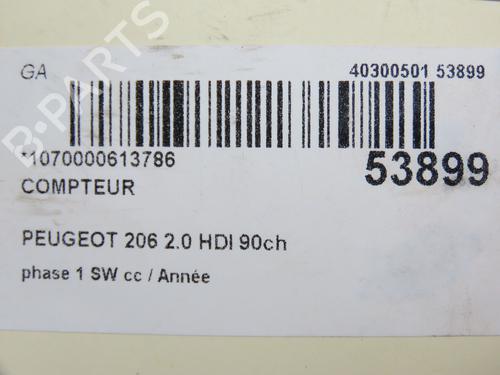 GA 40300501 53899
*1070000613786 53899
COMPTEUR
PEUGEOT 206 2.0 HDI 90ch
phase 1 SW cc / Année
B-PARTS